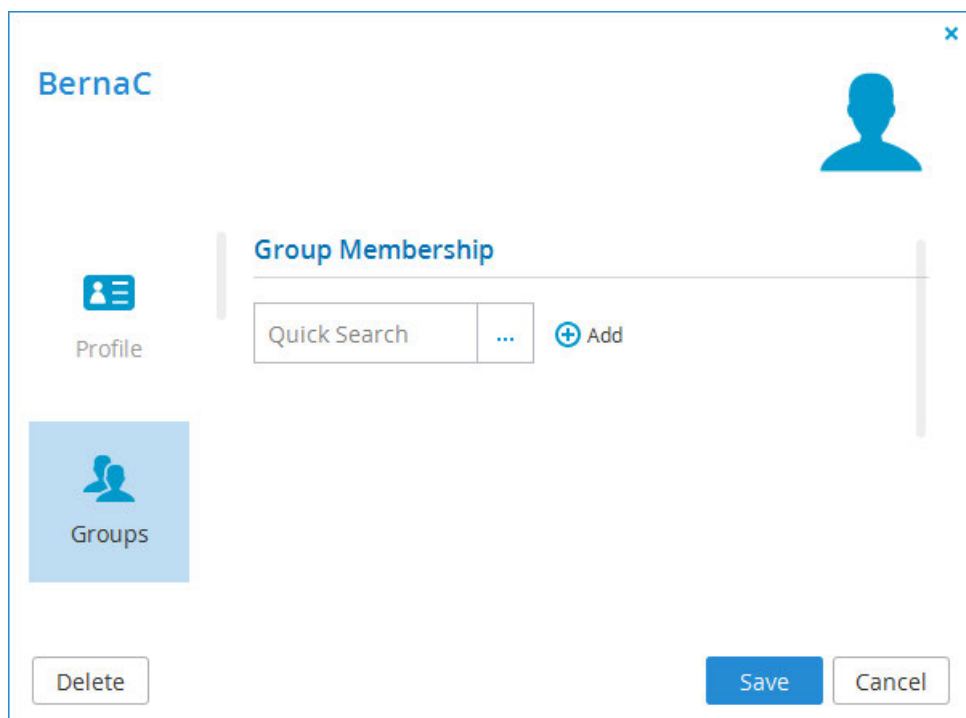 BernaC
Group Membership
Quick Search ... Add
Profile
Groups
Delete Save Cancel